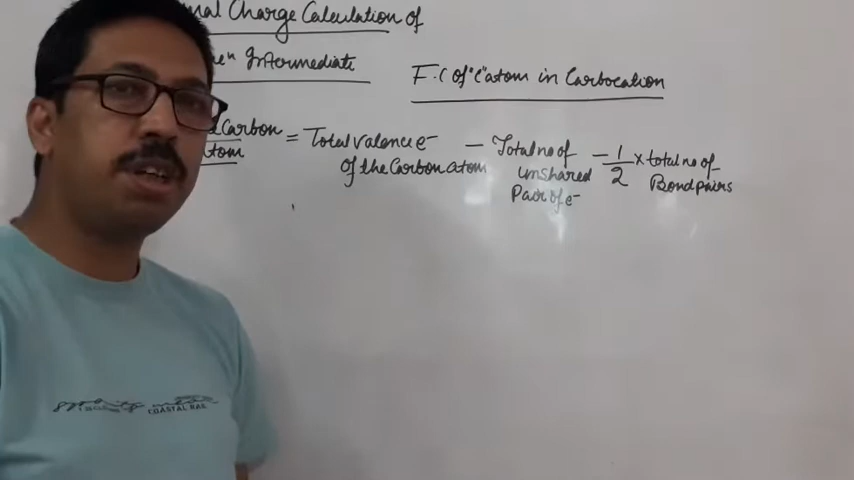 Charge Calculation of
Intermediate
F.C of "C" atom in Carbocation
Carbon = Total valence e- - Total no of - 1/2 x total no of
atom of the Carbon atom unshared Bond pairs
Pair of e-
COASTAL